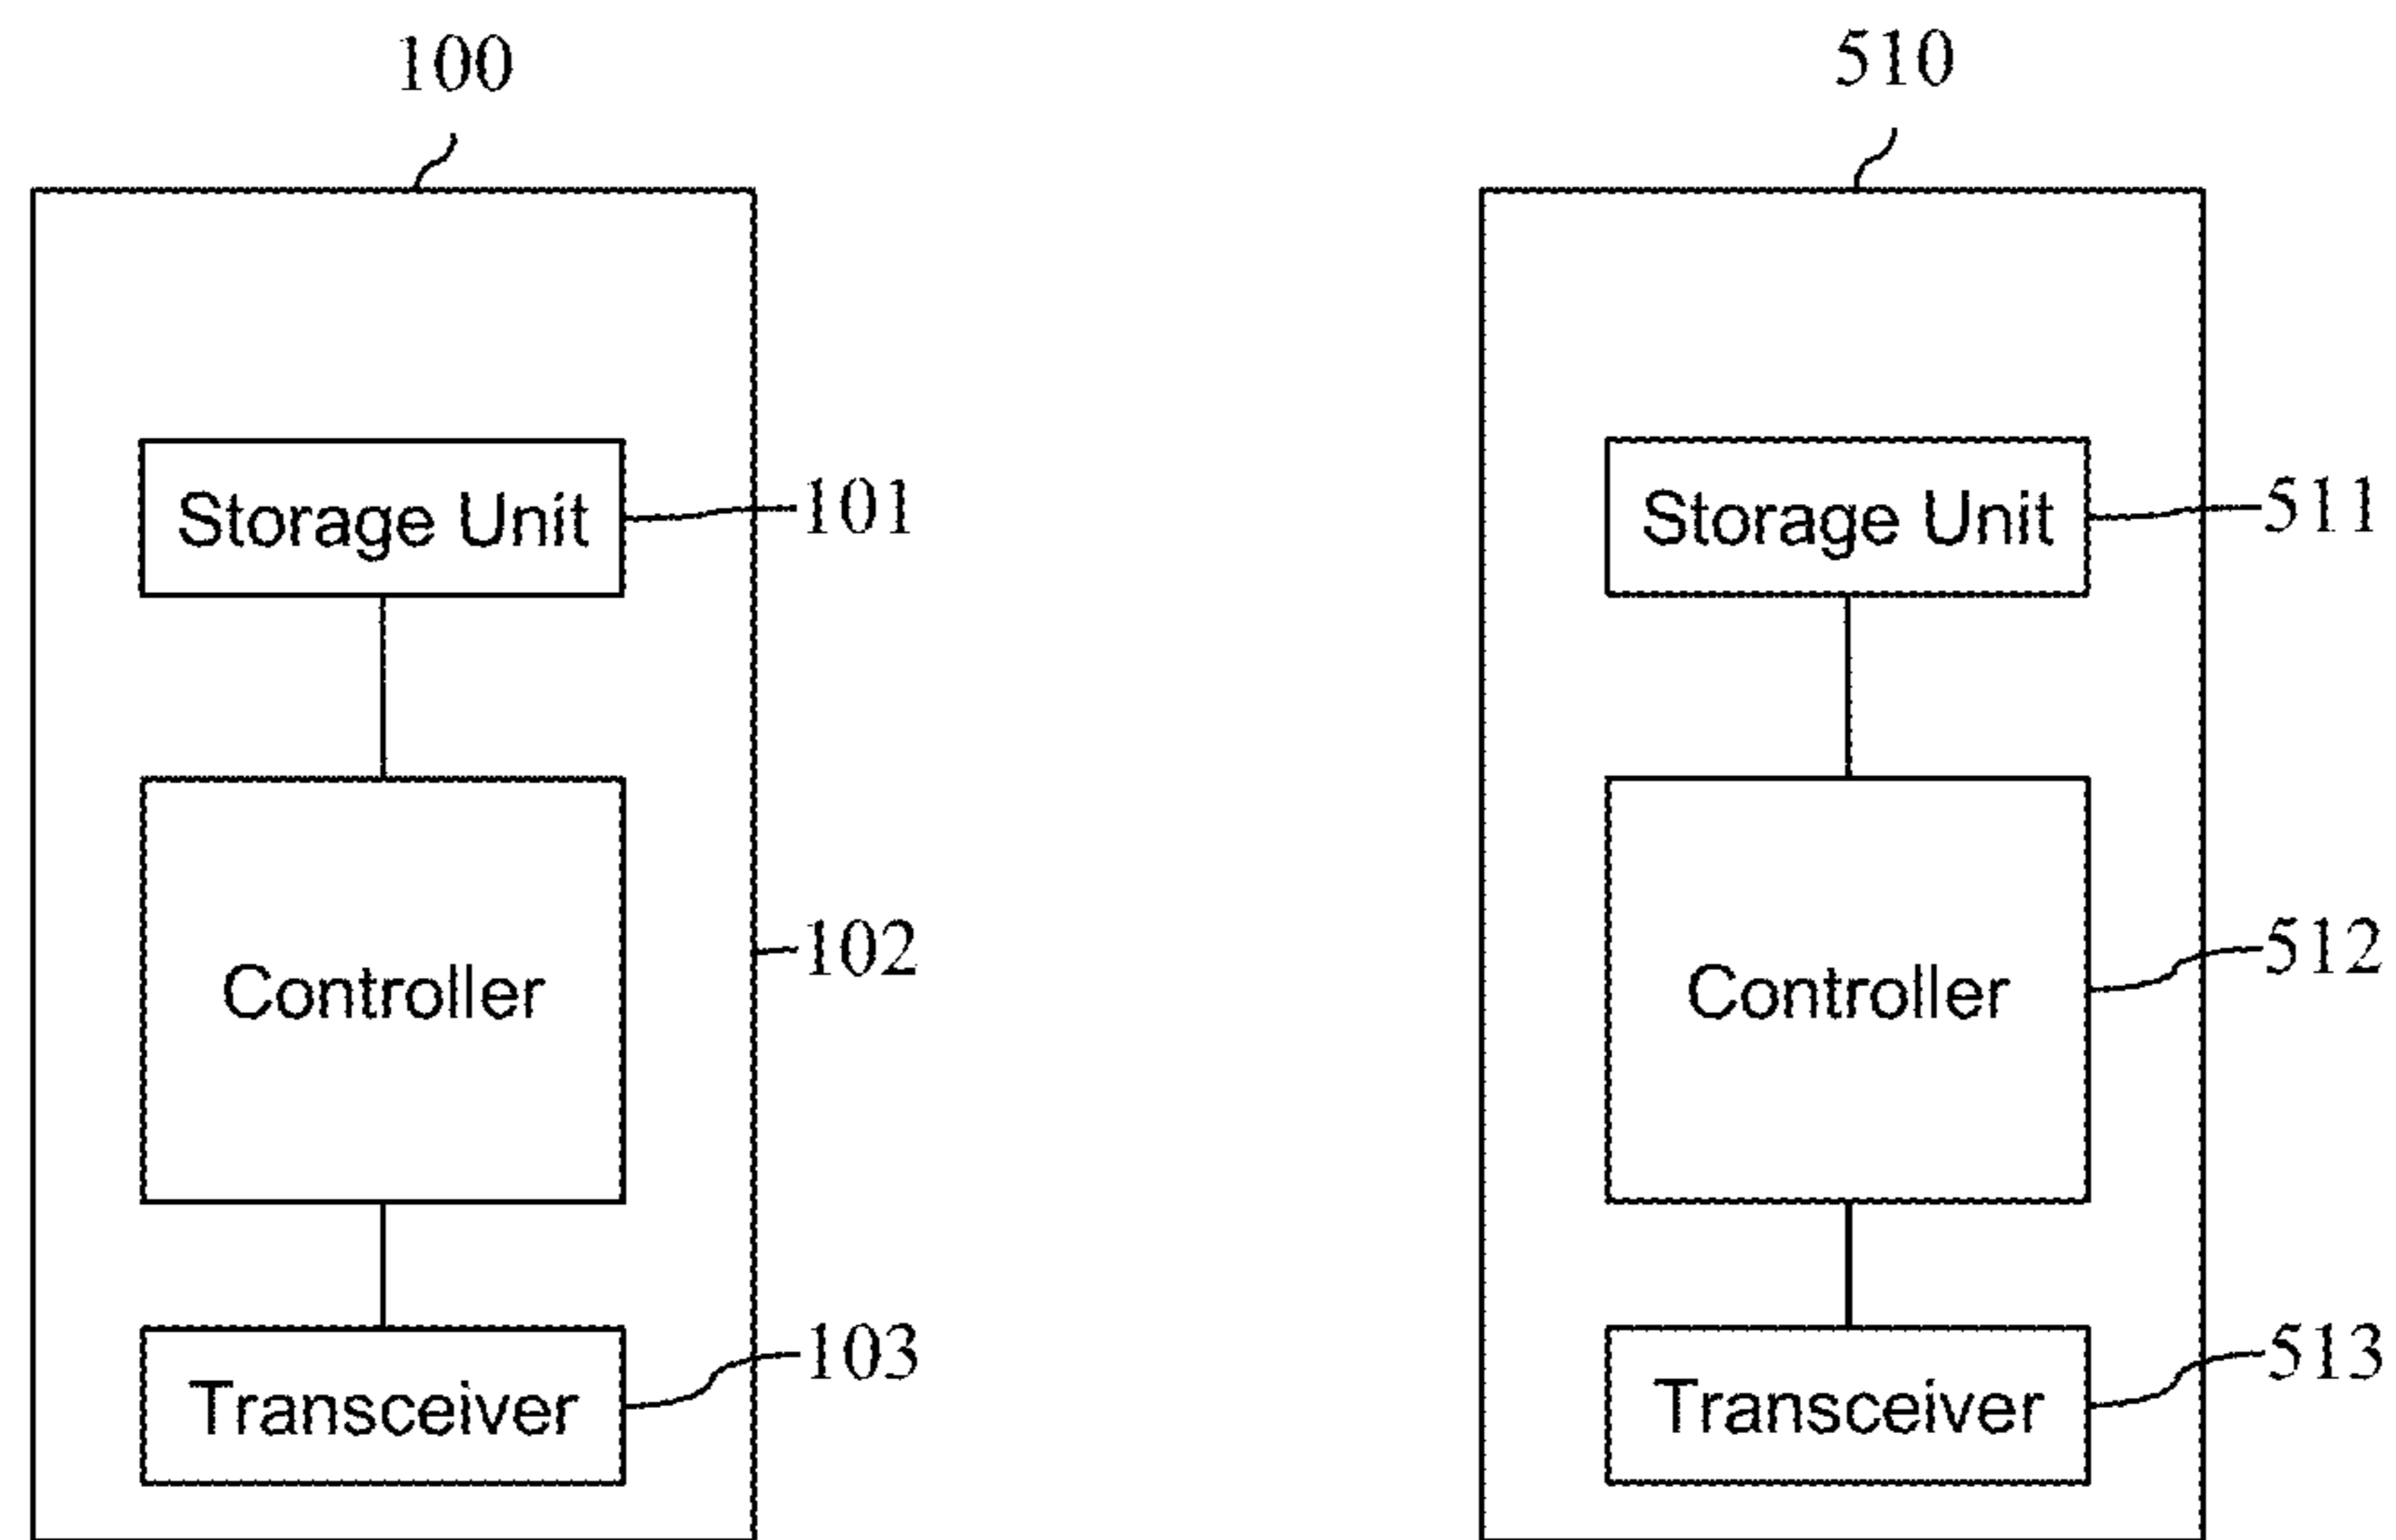 100
510
Storage Unit
101
Storage Unit
511
Controller
102
Controller
512
Transceiver
103
Transceiver
513